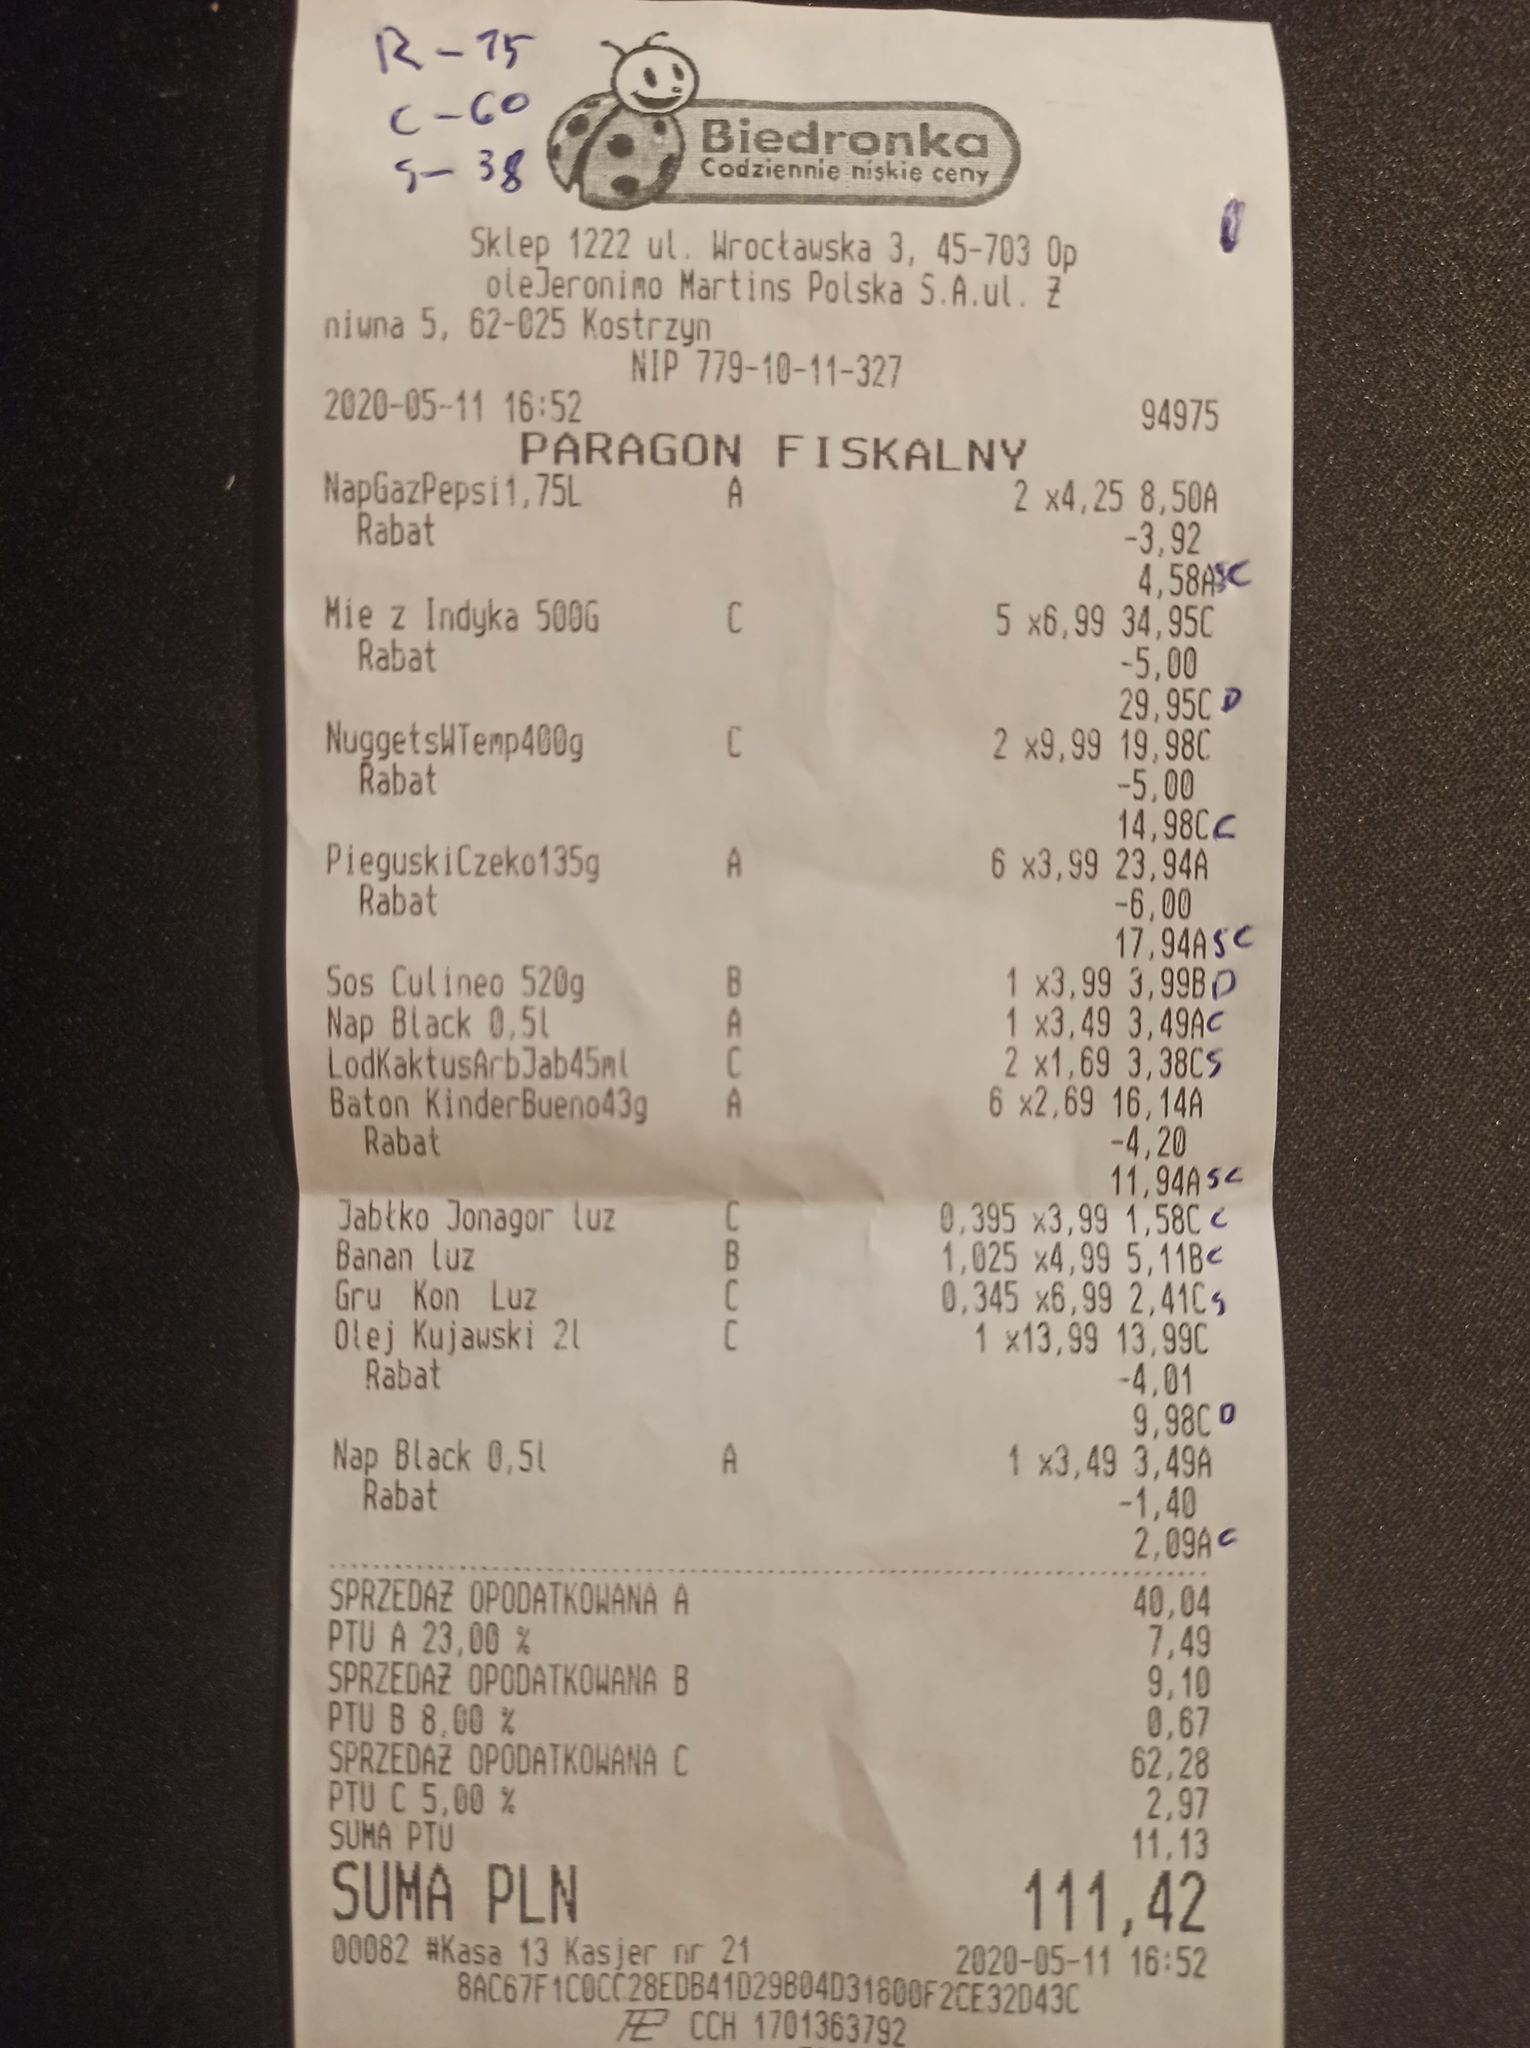 R - 15
C - 60
S - 38
Biedronka
Codziennie niskie ceny
Sklep 1222 ul. Wrocławska 3, 45-703 Op
oleJeronimo Martins Polska S.A.ul. Ż
niwna 5, 62-025 Kostrzyn
NIP 779-10-11-327
2020-05-11 16:52 94975
PARAGON FISKALNY
NapGazPepsi1,75L A 2 x4,25 8,50A
Rabat -3,92
4,58A SC
Mie z Indyka 500G C 5 x6,99 34,95C
Rabat -5,00
29,95C D
NuggetsWTemp400g C 2 x9,99 19,98C
Rabat -5,00
14,98C C
PieguskiCzeko135g A 6 x3,99 23,94A
Rabat -6,00
17,94A SC
Sos Culineo 520g B 1 x3,99 3,99B D
Nap Black 0,5l A 1 x3,49 3,49A C
LodKaktusArbJab45ml C 2 x1,69 3,38C S
Baton KinderBueno43g A 6 x2,69 16,14A
Rabat -4,20
11,94A SC
Jabłko Jonagor luz C 0,395 x3,99 1,58C C
Banan luz B 1,025 x4,99 5,11B C
Gru Kon Luz C 0,345 x6,99 2,41C S
Olej Kujawski 2l C 1 x13,99 13,99C
Rabat -4,01
9,98C D
Nap Black 0,5l A 1 x3,49 3,49A
Rabat -1,40
2,09A C
SPRZEDAŻ OPODATKOWANA A 40,04
PTU A 23,00 % 7,49
SPRZEDAŻ OPODATKOWANA B 9,10
PTU B 8,00 % 0,67
SPRZEDAŻ OPODATKOWANA C 62,28
PTU C 5,00 % 2,97
SUMA PTU 11,13
SUMA PLN 111,42
00082 #Kasa 13 Kasjer nr 21 2020-05-11 16:52
8AC67F1C0CC28EDB41D29B04D31800F2CE32D43C
CCH 1701363792